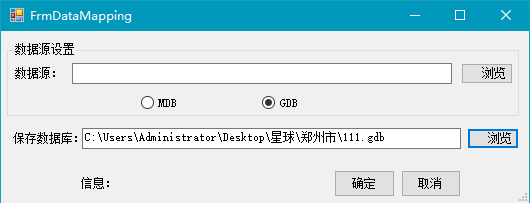 FrmDataMapping
数据源设置
数据源： 浏览
MDB GDB
保存数据库: C:\Users\Administrator\Desktop\星球\郑州市\111.gdb 浏览
信息： 确定 取消